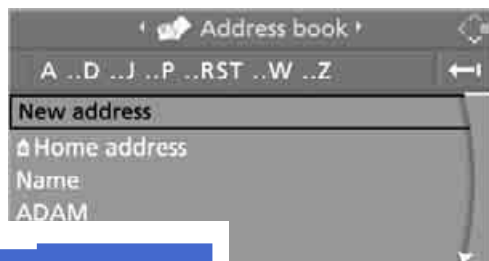 Address book
A ..D ..J ..P ..RST ..W ..Z
New address
Home address
Name
ADAM